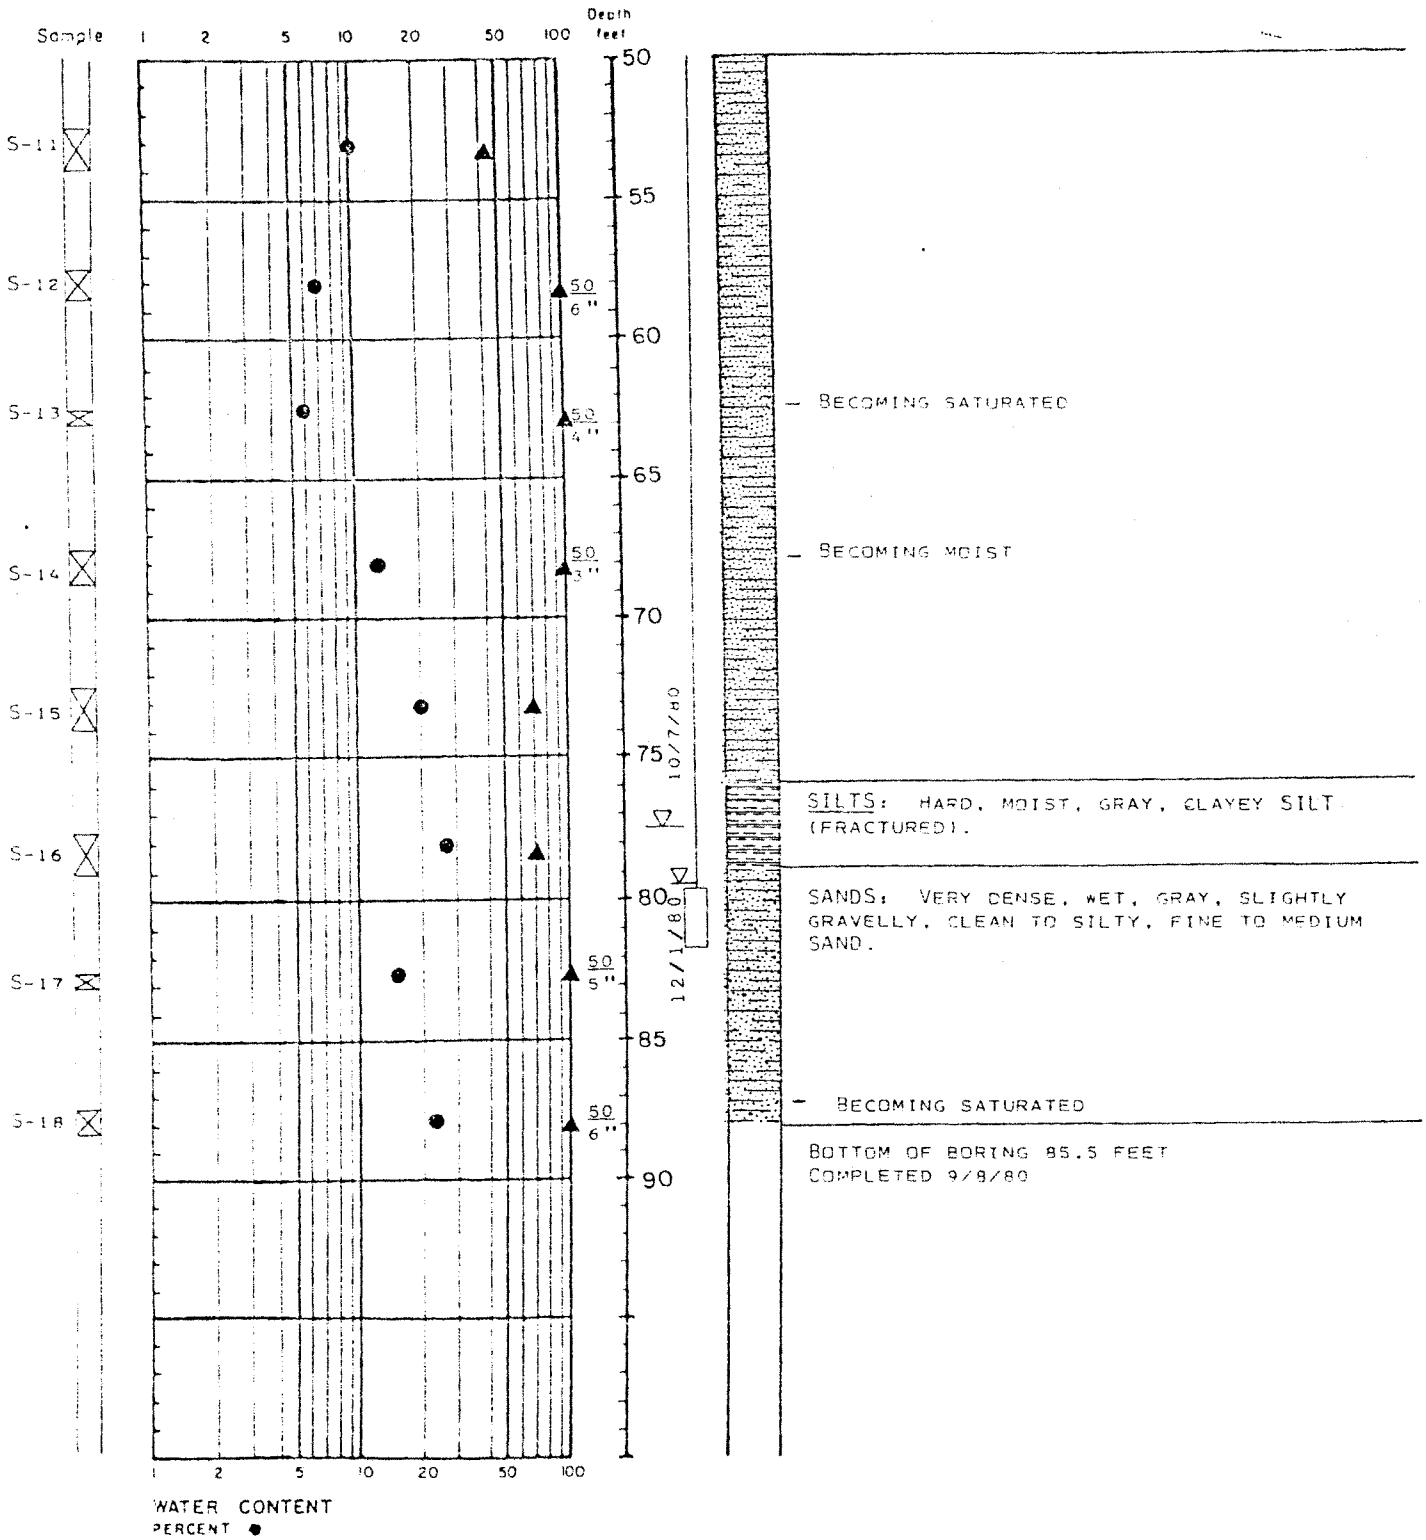 Depth
Sample 1 2 5 10 20 50 100 feet
50
S-11
55
S-12
50
6"
60
S-13
50
4"
BECOMING SATURATED
65
S-14
50
3"
BECOMING MOIST
70
S-15
10/7/80
75
SILTS: HARD, MOIST, GRAY, CLAYEY SILT
(FRACTURED).
S-16
80
12/1/80
SANDS: VERY DENSE, WET, GRAY, SLIGHTLY
GRAVELLY, CLEAN TO SILTY, FINE TO MEDIUM
SAND.
S-17
50
5"
85
BECOMING SATURATED
S-18
50
6"
BOTTOM OF BORING 85.5 FEET
COMPLETED 9/8/80
90
1 2 5 10 20 50 100
WATER CONTENT
PERCENT